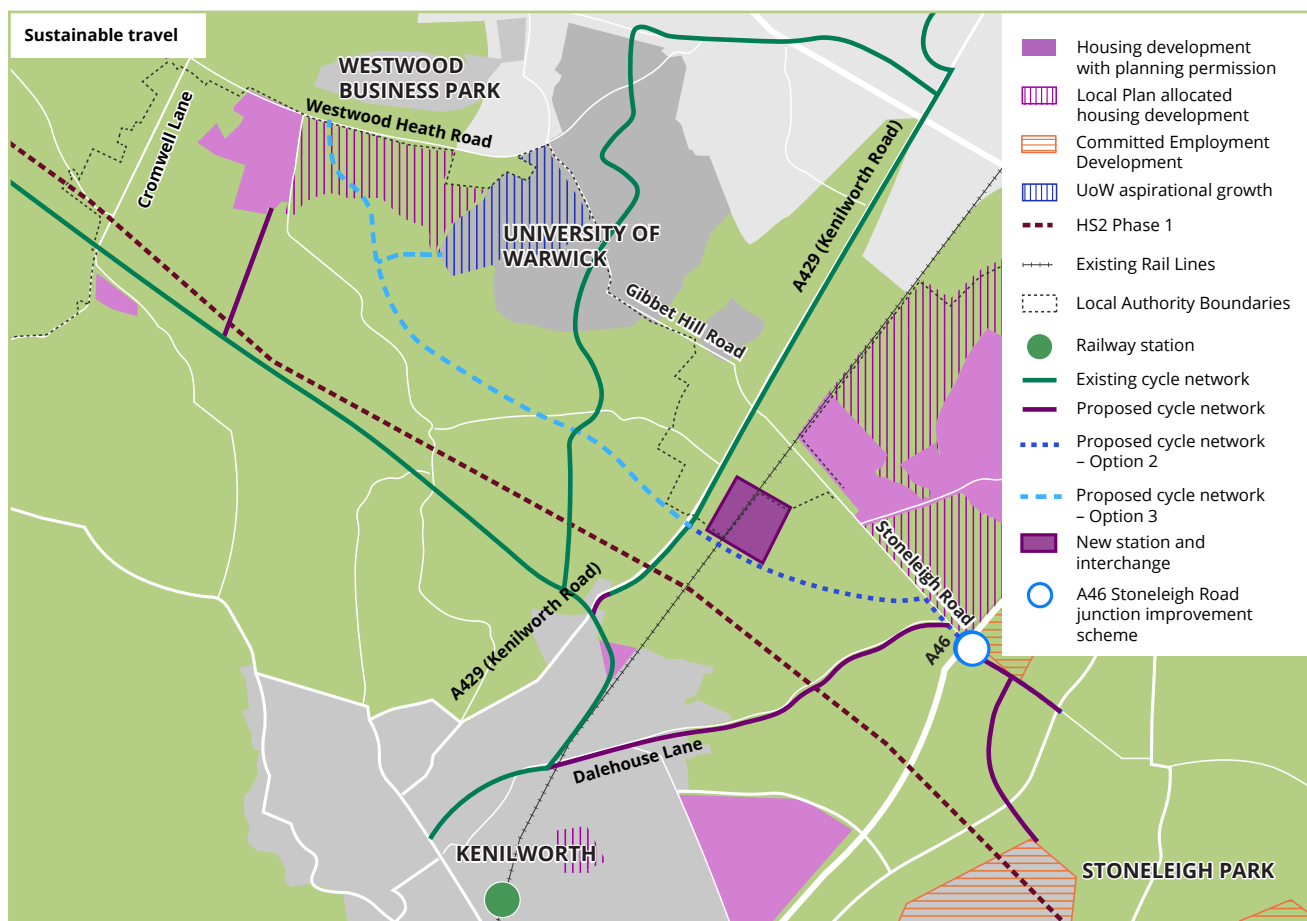 Sustainable travel
WESTWOOD
BUSINESS PARK
Westwood Heath Road
Cromwell Lane
UNIVERSITY OF
WARWICK
Gibbet Hill Road
A429 (Kenilworth Road)
Stoneleigh Road
A46
A429 (Kenilworth Road)
Dalehouse Lane
KENILWORTH
STONELEIGH PARK
Housing development
with planning permission
Local Plan allocated
housing development
Committed Employment
Development
UoW aspirational growth
HS2 Phase 1
Existing Rail Lines
Local Authority Boundaries
Railway station
Existing cycle network
Proposed cycle network
Proposed cycle network
– Option 2
Proposed cycle network
– Option 3
New station and
interchange
A46 Stoneleigh Road
junction improvement
scheme